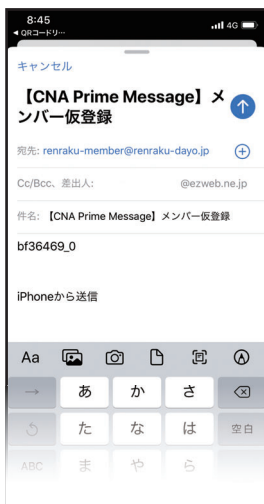 8:45
4G
◀ QRコードリ…
キャンセル
【CNA Prime Message】メ
ンバー仮登録
宛先: renraku-member@renraku-dayo.jp
Cc/Bcc、差出人: @ezweb.ne.jp
件名: 【CNA Prime Message】メンバー仮登録
bf36469_0
iPhoneから送信
Aa
→ あ か さ
た な は 空白
ABC ま や ら